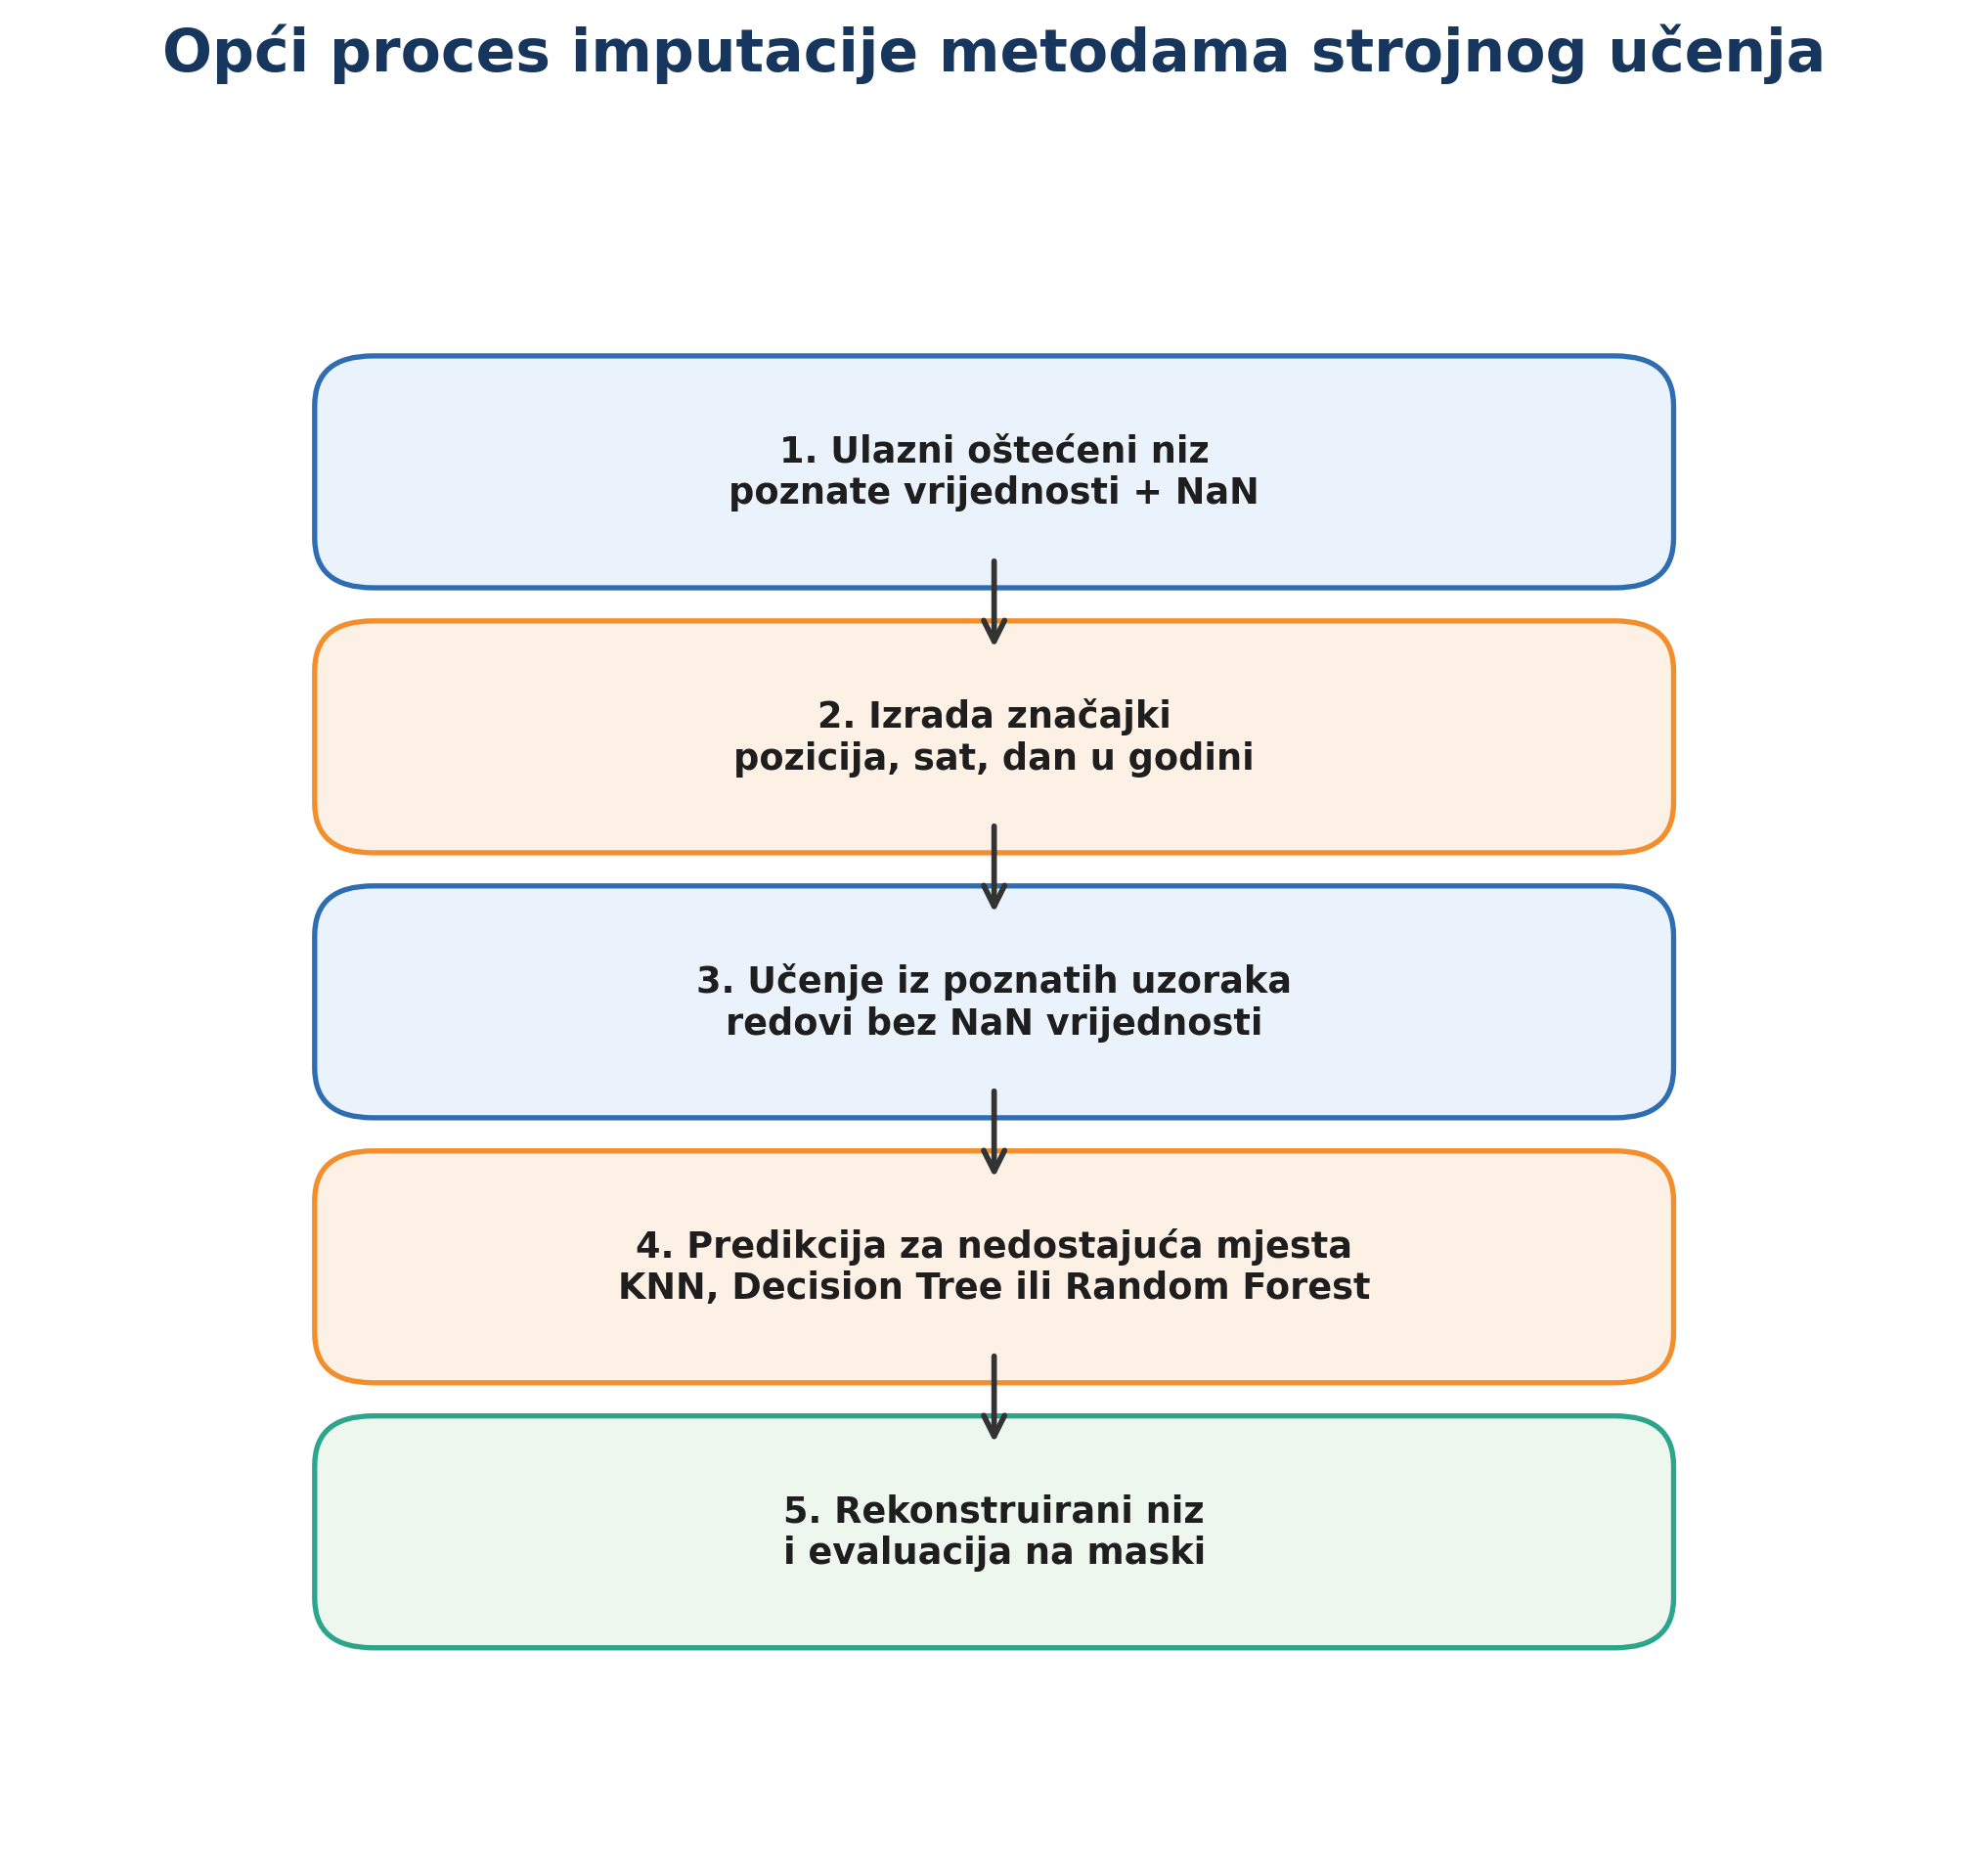 Opći proces imputacije metodama strojnog učenja
1. Ulazni oštećeni niz
poznate vrijednosti + NaN
2. Izrada značajki
pozicija, sat, dan u godini
3. Učenje iz poznatih uzoraka
redovi bez NaN vrijednosti
4. Predikcija za nedostajuća mjesta
KNN, Decision Tree ili Random Forest
5. Rekonstruirani niz
i evaluacija na maski